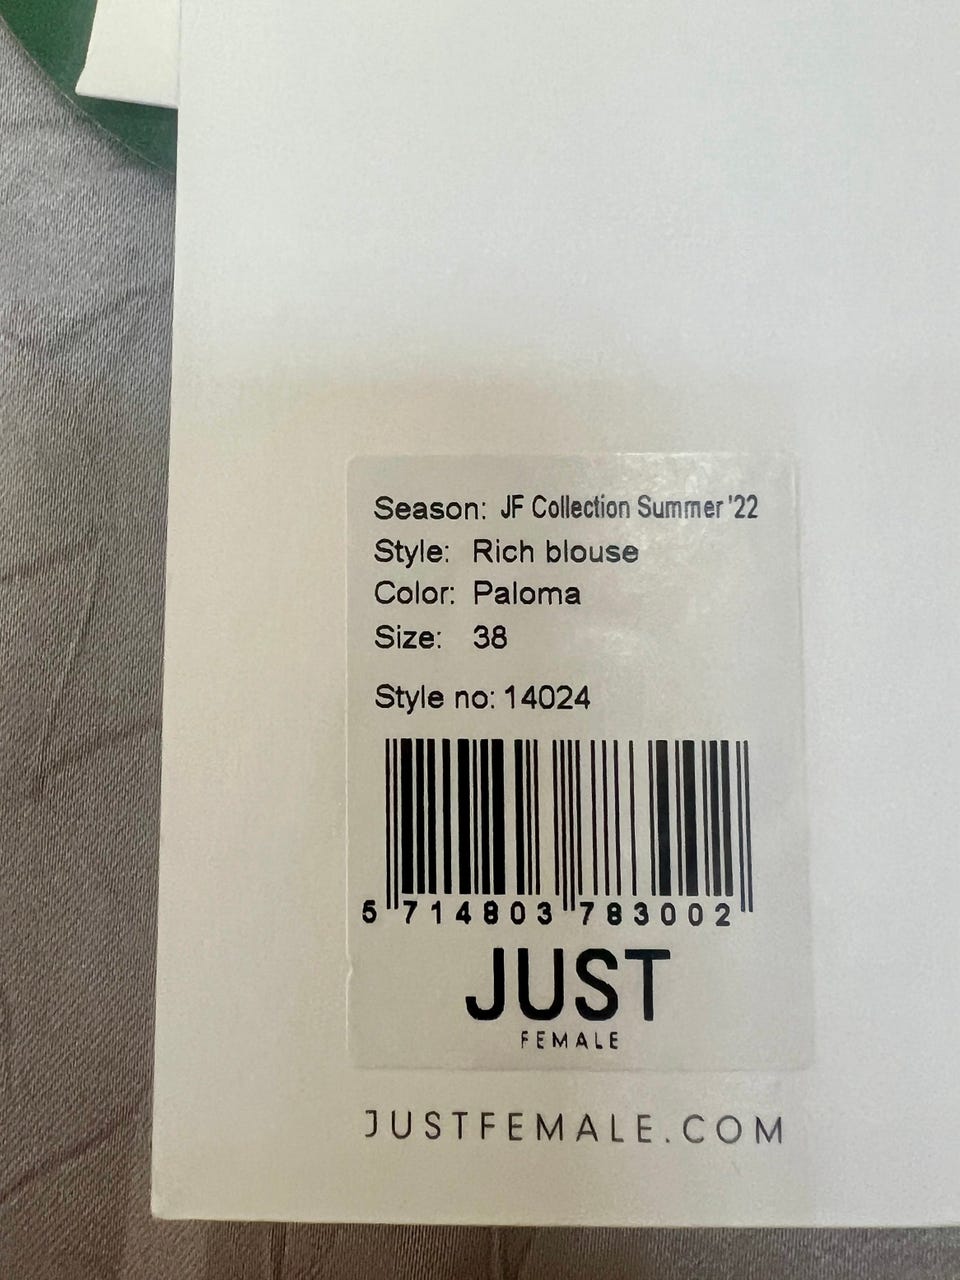 Season: JF Collection Summer '22
Style: Rich blouse
Color: Paloma
Size: 38
Style no: 14024
5 714803 783002
JUST
FEMALE
JUSTFEMALE.COM